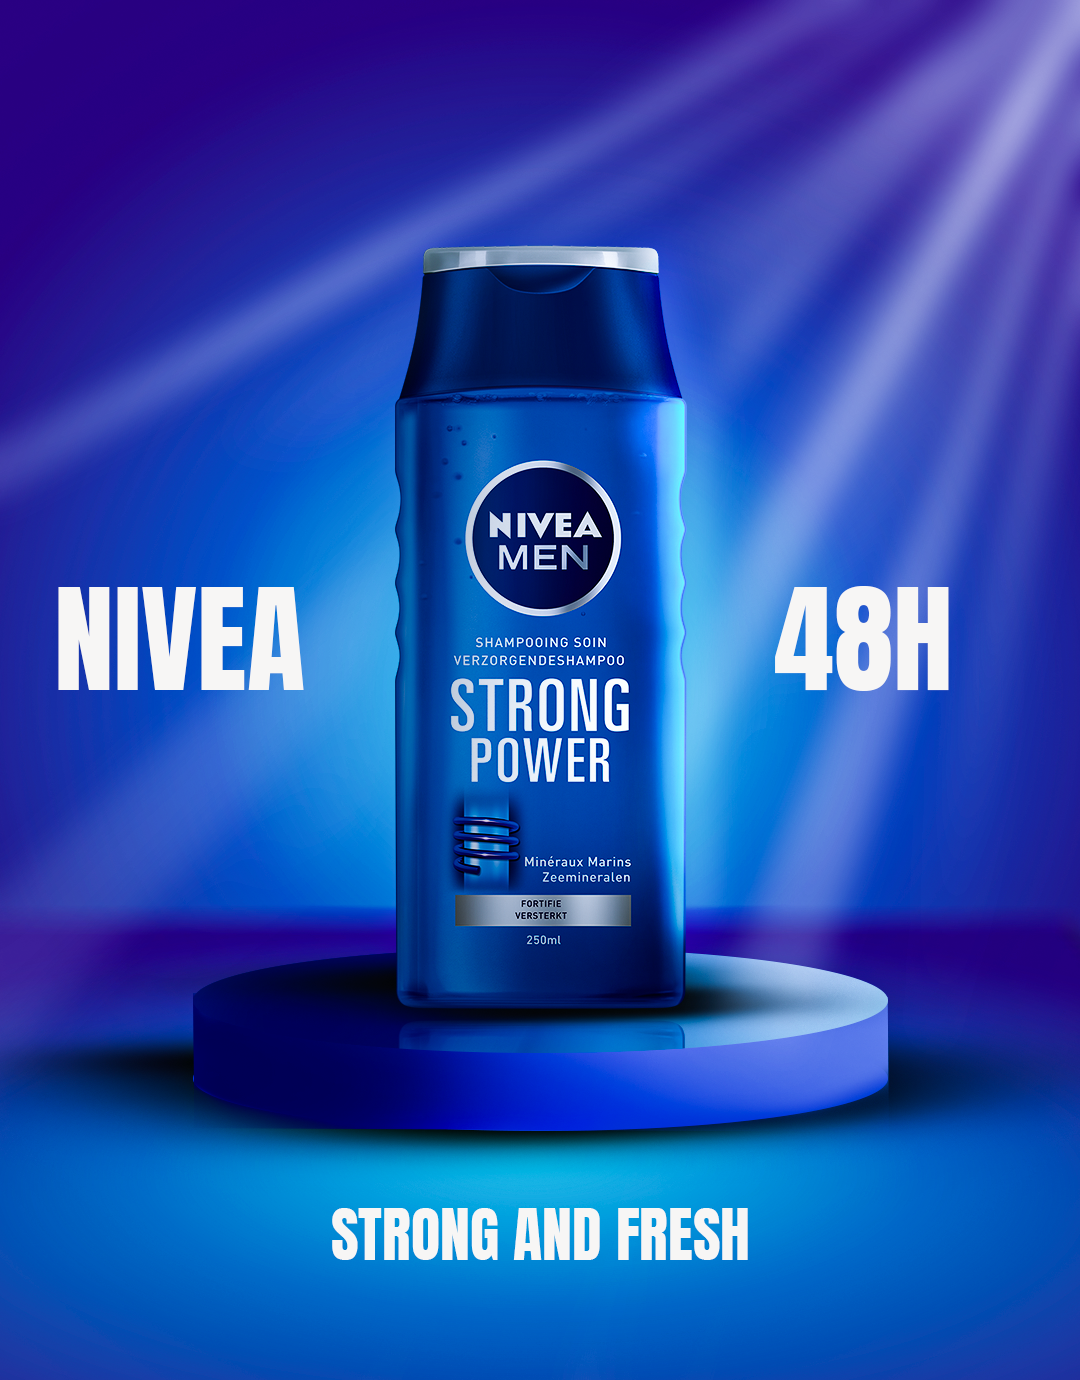 NIVEA
MEN
NIVEA
48H
SHAMPOOING SOIN
VERZORGENDESHAMPOO
STRONG
POWER
Minéraux Marins
Zeemineralen
FORTIFIE
VERSTERKT
250ml
STRONG AND FRESH